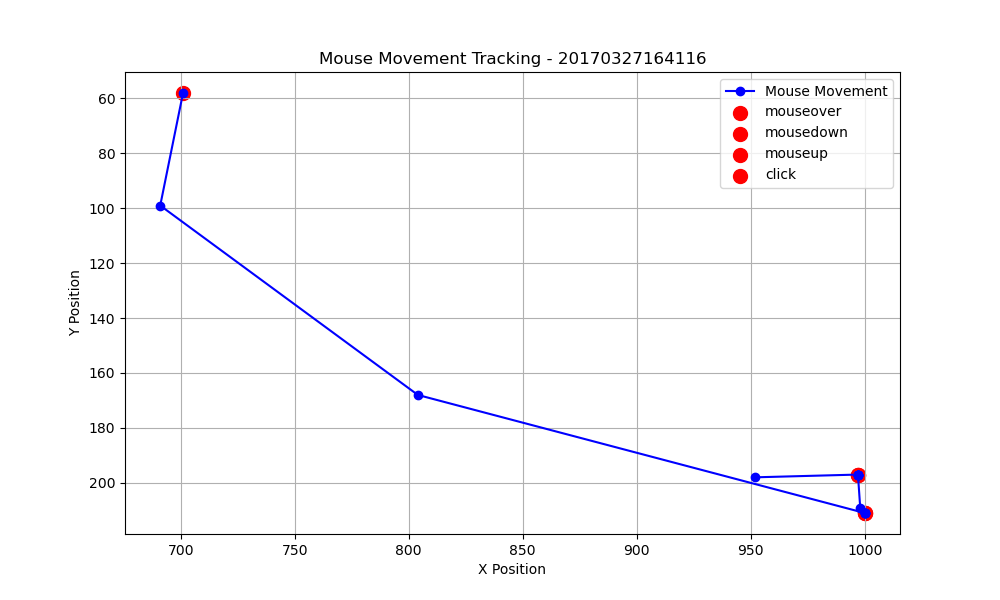 Mouse Movement Tracking - 20170327164116
Mouse Movement
mouseover
mousedown
mouseup
click
60
80
100
120
140
160
180
200
Y Position
700 750 800 850 900 950 1000
X Position